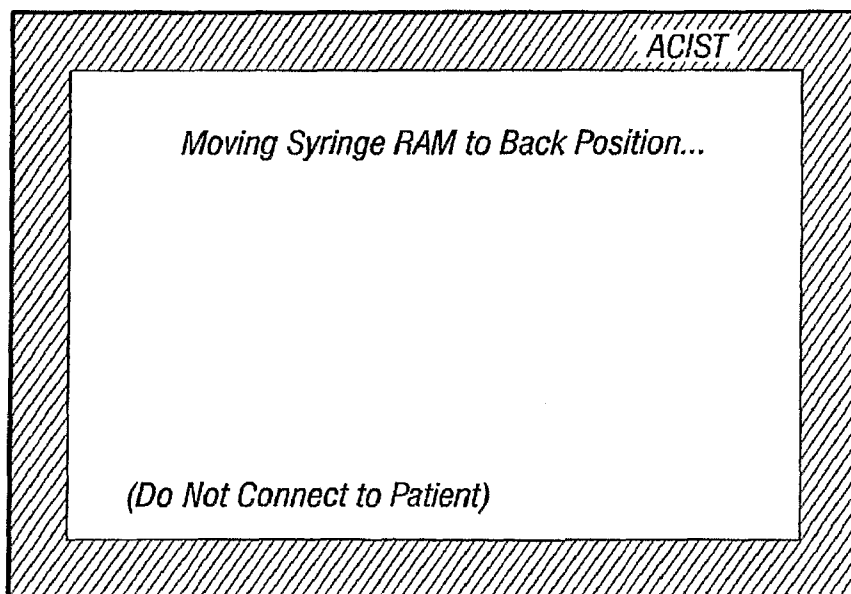 ACIST
Moving Syringe RAM to Back Position...
(Do Not Connect to Patient)